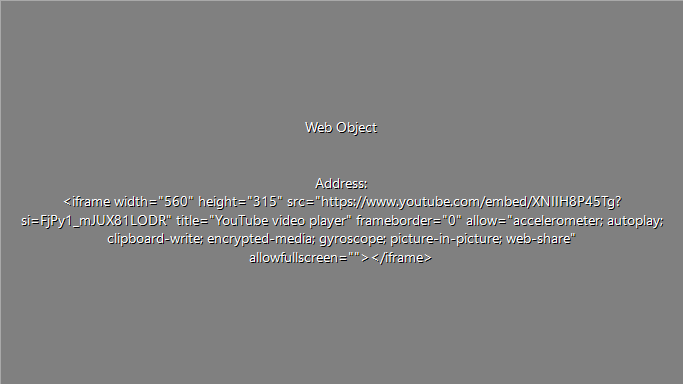 Web Object
Address:
<iframe width="560" height="315" src="https://www.youtube.com/embed/XNIIH8P45Tg?
si=FjPy1_mJUX81LODR" title="YouTube video player" frameborder="0" allow="accelerometer; autoplay;
clipboard-write; encrypted-media; gyroscope; picture-in-picture; web-share"
allowfullscreen=""></iframe>